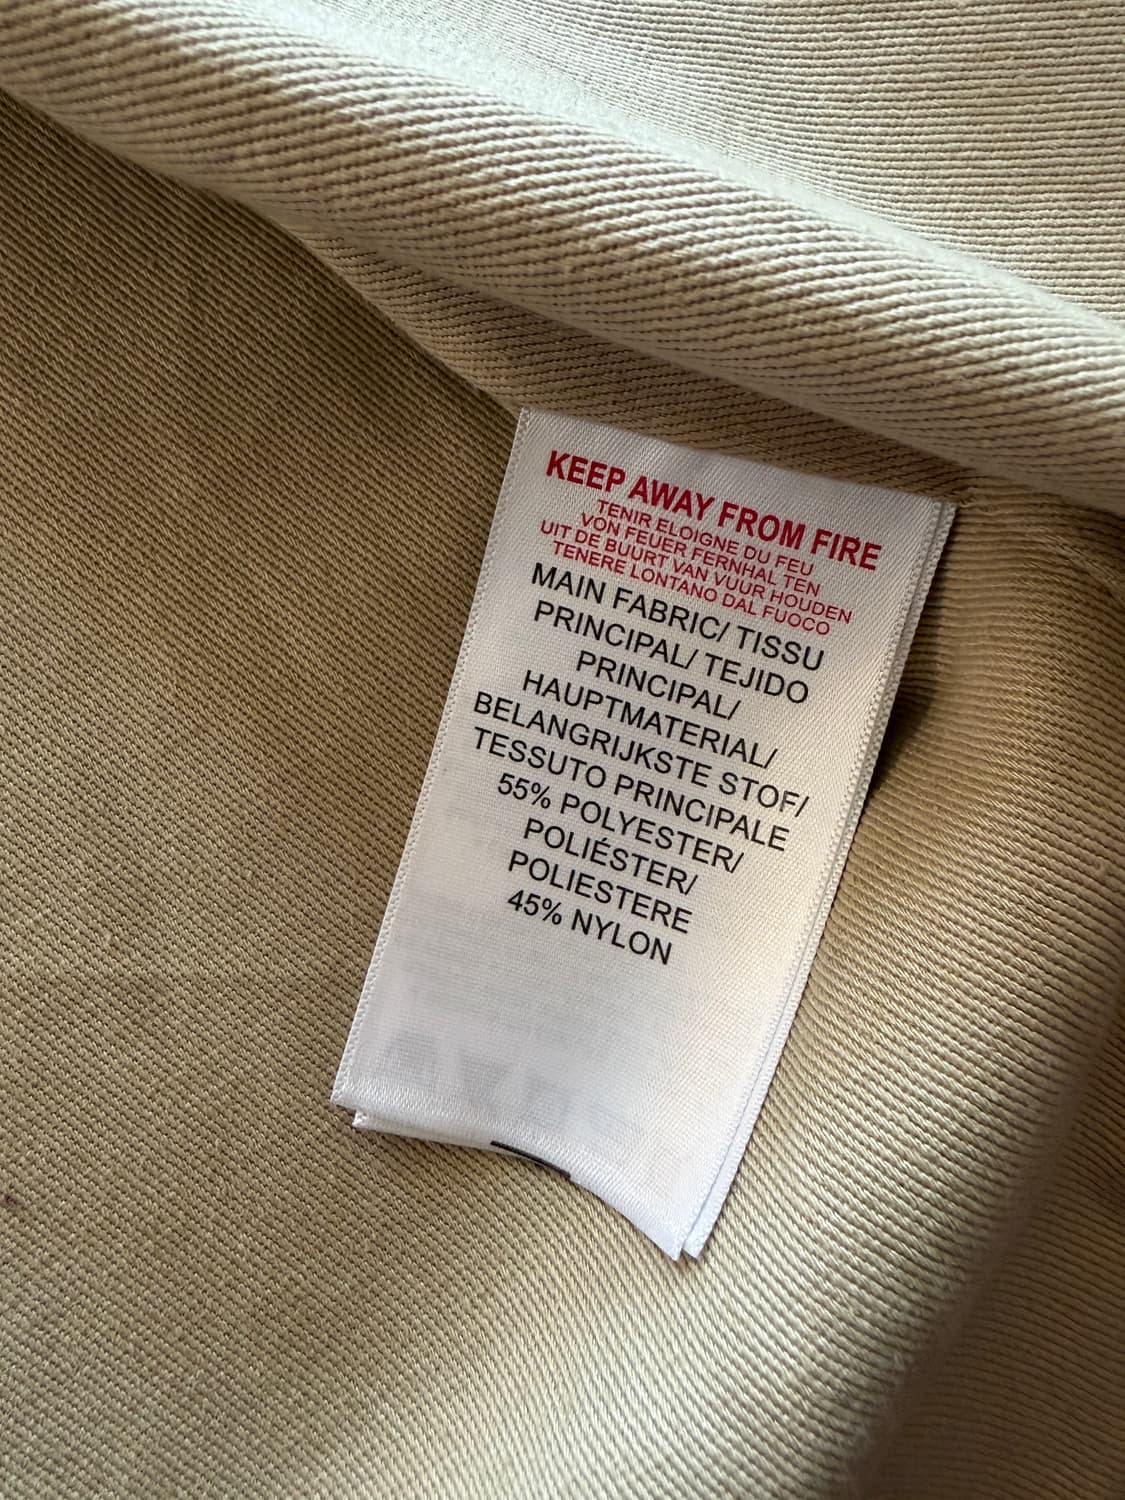 KEEP AWAY FROM FIRE
TENIR ELOIGNE DU FEU
VON FEUER FERNHAL TEN
UIT DE BUURT VAN VUUR HOUDEN
TENERE LONTANO DAL FUOCO
MAIN FABRIC/ TISSU
PRINCIPAL/ TEJIDO
PRINCIPAL/
HAUPTMATERIAL/
BELANGRIJKSTE STOF/
TESSUTO PRINCIPALE
55% POLYESTER/
POLIÉSTER/
POLIESTERE
45% NYLON